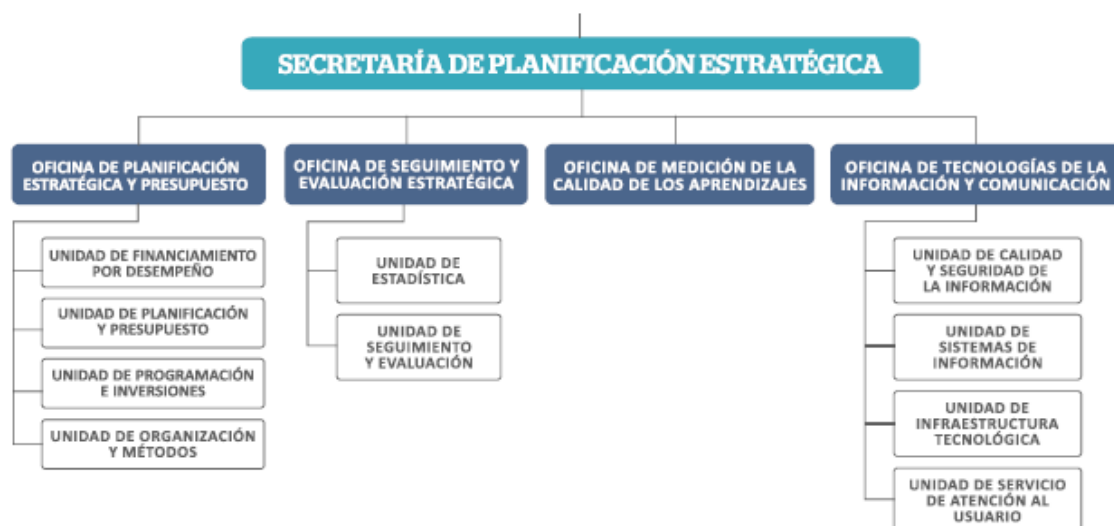 SECRETARÍA DE PLANIFICACIÓN ESTRATÉGICA
OFICINA DE PLANIFICACIÓN
ESTRATÉGICA Y PRESUPUESTO
UNIDAD DE FINANCIAMIENTO
POR DESEMPEÑO
UNIDAD DE PLANIFICACIÓN
Y PRESUPUESTO
UNIDAD DE PROGRAMACIÓN
E INVERSIONES
UNIDAD DE ORGANIZACIÓN
Y MÉTODOS
OFICINA DE SEGUIMIENTO Y
EVALUACIÓN ESTRATÉGICA
UNIDAD DE
ESTADÍSTICA
UNIDAD DE
SEGUIMIENTO
Y EVALUACIÓN
OFICINA DE MEDICIÓN DE LA
CALIDAD DE LOS APRENDIZAJES
OFICINA DE TECNOLOGÍAS DE LA
INFORMACIÓN Y COMUNICACIÓN
UNIDAD DE CALIDAD
Y SEGURIDAD DE
LA INFORMACIÓN
UNIDAD DE
SISTEMAS DE
INFORMACIÓN
UNIDAD DE
INFRAESTRUCTURA
TECNOLÓGICA
UNIDAD DE SERVICIO
DE ATENCIÓN AL
USUARIO